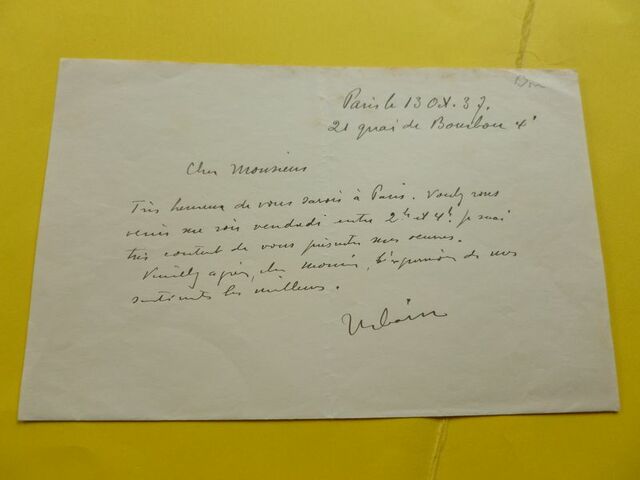 Paris le 13 Oct. 37.
21 quai de Bourbon 4e
Cher Monsieur
Très heureux de vous savoir à Paris. Voulez vous
venir me voir vendredi entre 2h et 4h. Je serai
très content de vous présenter mes oeuvres.
Veuillez agréer, cher monsieur, l'expression de mes
sentiments les meilleurs.